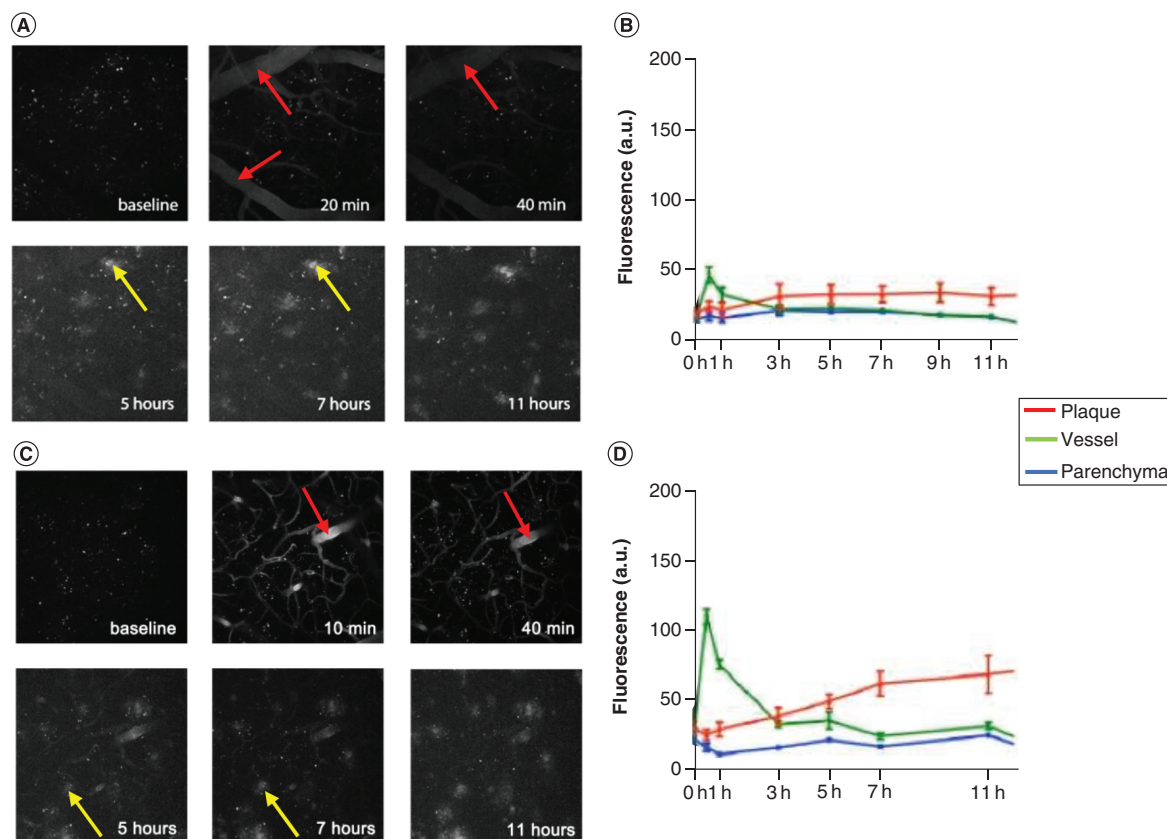 A
baseline
20 min
40 min
5 hours
7 hours
11 hours
B
Fluorescence (a.u.)
200
150
100
50
0
0 h 1 h 3 h 5 h 7 h 9 h 11 h
Plaque
Vessel
Parenchyma
C
baseline
10 min
40 min
5 hours
7 hours
11 hours
D
Fluorescence (a.u.)
200
150
100
50
0
0 h 1 h 3 h 5 h 7 h 11 h